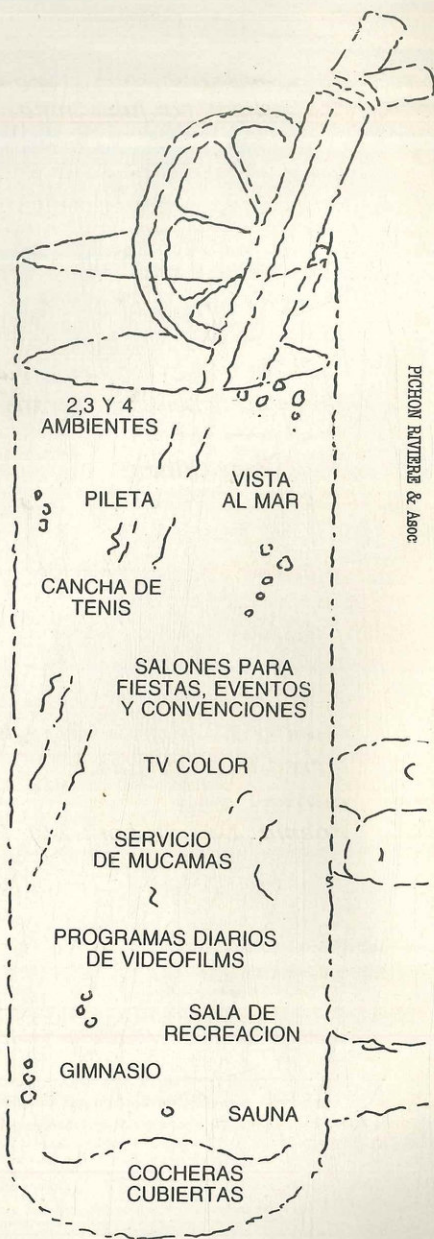 2,3 Y 4
AMBIENTES
PILETA
VISTA
AL MAR
CANCHA DE
TENIS
SALONES PARA
FIESTAS, EVENTOS
Y CONVENCIONES
TV COLOR
SERVICIO
DE MUCAMAS
PROGRAMAS DIARIOS
DE VIDEOFILMS
SALA DE
RECREACION
GIMNASIO
SAUNA
COCHERAS
CUBIERTAS
PICHON RIVIERE & Asoc